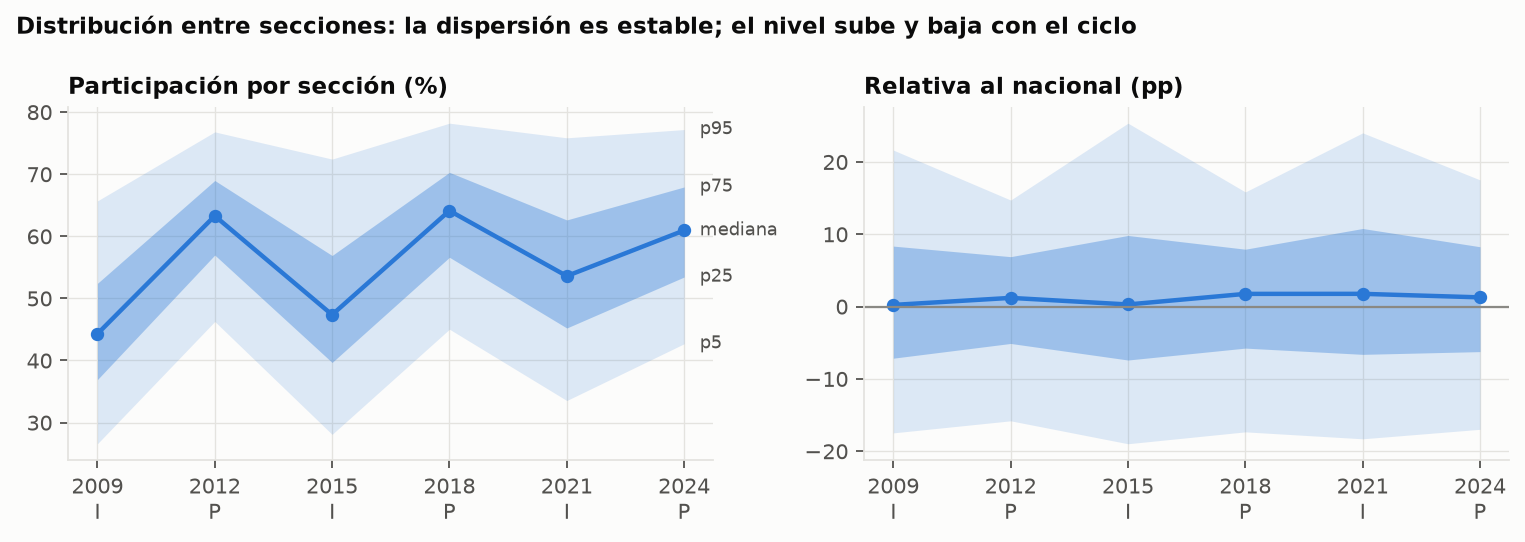 Distribución entre secciones: la dispersión es estable; el nivel sube y baja con el ciclo
Participación por sección (%)
80
70
60
50
40
30
p95
p75
mediana
p25
p5
2009 2012 2015 2018 2021 2024
I P I P I P
Relativa al nacional (pp)
20
10
0
−10
−20
2009 2012 2015 2018 2021 2024
I P I P I P